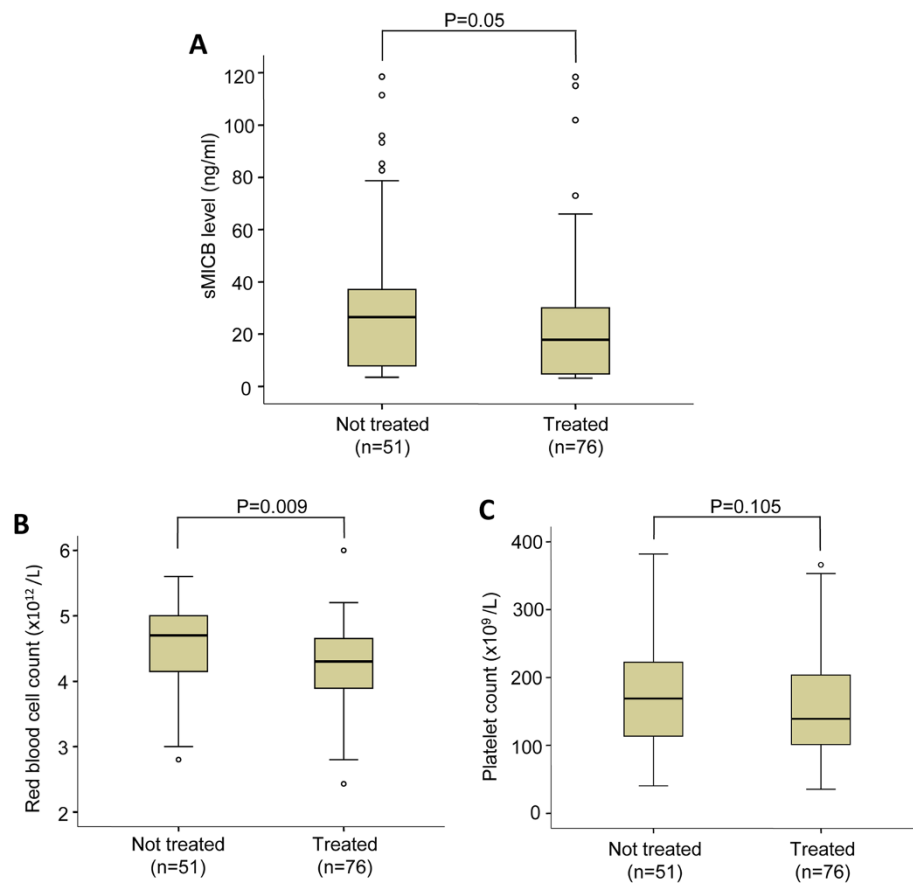 A
P=0.05
sMICB level (ng/ml)
120
100
80
60
40
20
0
Not treated
(n=51)
Treated
(n=76)
B
P=0.009
Red blood cell count (x10¹²/L)
6
5
4
3
2
Not treated
(n=51)
Treated
(n=76)
C
P=0.105
Platelet count (x10⁹/L)
400
300
200
100
0
Not treated
(n=51)
Treated
(n=76)